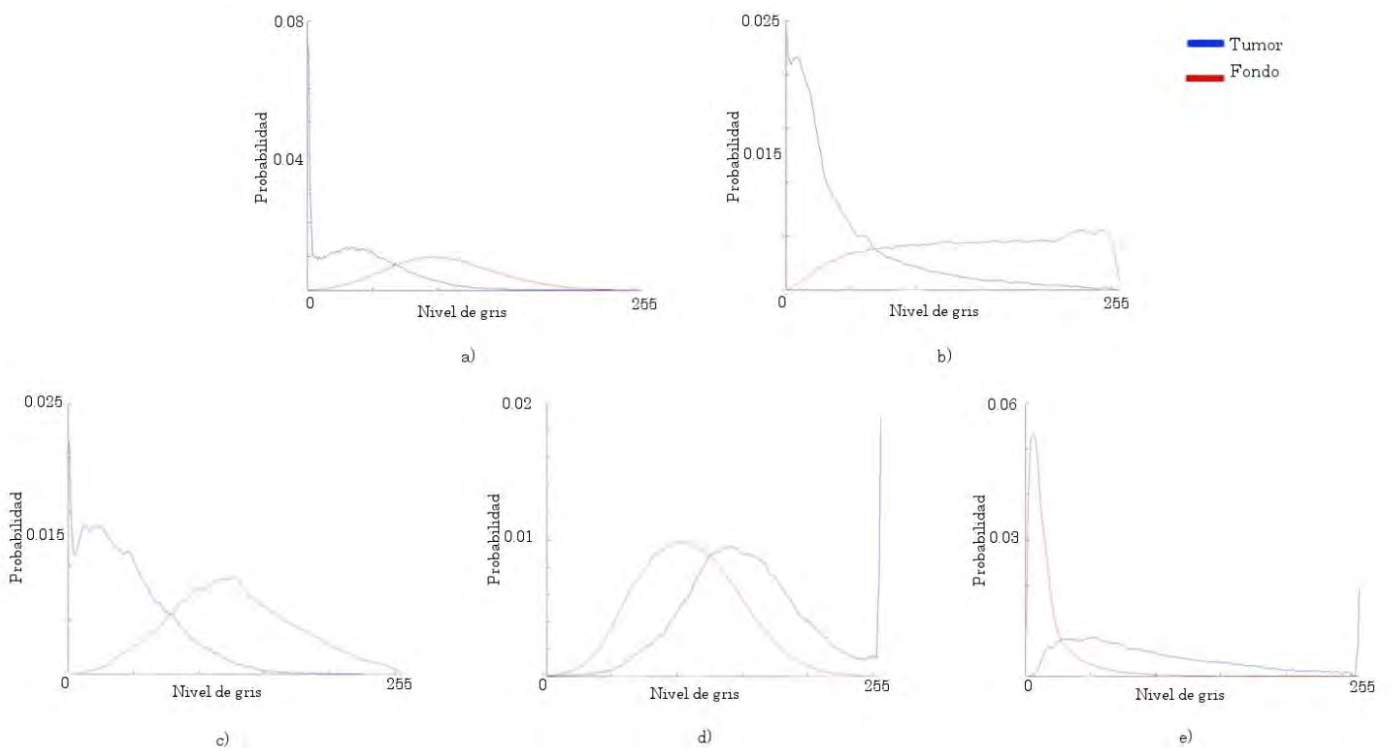 0.08
0.04
Probabilidad
0
255
Nivel de gris
a)
0.025
0.015
Probabilidad
0
255
Nivel de gris
b)
Tumor
Fondo
0.025
0.015
Probabilidad
0
255
Nivel de gris
c)
0.02
0.01
Probabilidad
0
255
Nivel de gris
d)
0.06
0.03
Probabilidad
0
255
Nivel de gris
e)